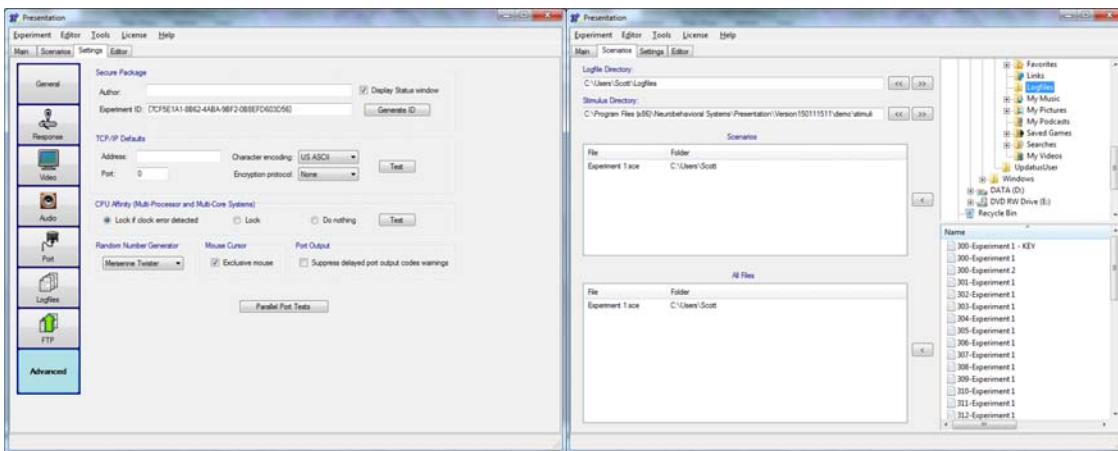 Presentation
Experiment Editor Tools License Help
Main Scenarios Settings Editor
General
Response
Video
Audio
Port
Logfiles
FTP
Advanced
Secure Package
Author:
Display Status window
Experiment ID: {7CF5E1A1-8B62-4ABA-9BF2-0B8EFD603D56}
Generate ID
TCP/IP Defaults
Address:
Character encoding: US ASCII
Port: 0
Encryption protocol: None
Test
CPU Affinity (Multi-Processor and Multi-Core Systems)
Lock if clock error detected
Lock
Do nothing
Test
Random Number Generator
Mersenne Twister
Mouse Cursor
Exclusive mouse
Port Output
Suppress delayed port output codes warnings
Parallel Port Tests
Presentation
Experiment Editor Tools License Help
Main Scenarios Settings Editor
Logfile Directory:
C:\Users\Scott\Logfiles
<< >>
Stimulus Directory:
C:\Program Files (x86)\Neurobehavioral Systems\Presentation\Version150111511\demo\stimuli
<< >>
Scenarios
File Folder
Experiment 1.sce C:\Users\Scott
<
All Files
File Folder
Experiment 1.sce C:\Users\Scott
<
Favorites
Links
Logfiles
My Music
My Pictures
My Podcasts
Saved Games
Searches
My Videos
UpdatusUser
Windows
DATA (D:)
DVD RW Drive (E:)
Recycle Bin
Name
300-Experiment 1 - KEY
300-Experiment 1
300-Experiment 2
301-Experiment 1
302-Experiment 1
303-Experiment 1
304-Experiment 1
305-Experiment 1
306-Experiment 1
307-Experiment 1
308-Experiment 1
309-Experiment 1
310-Experiment 1
311-Experiment 1
312-Experiment 1